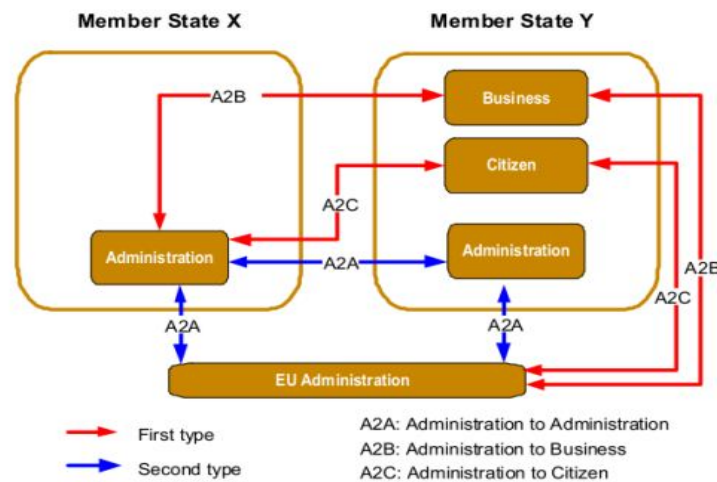 Member State X
Member State Y
A2B
Business
Citizen
A2C
Administration
A2A
Administration
A2B
A2C
A2A
A2A
EU Administration
First type
Second type
A2A: Administration to Administration
A2B: Administration to Business
A2C: Administration to Citizen